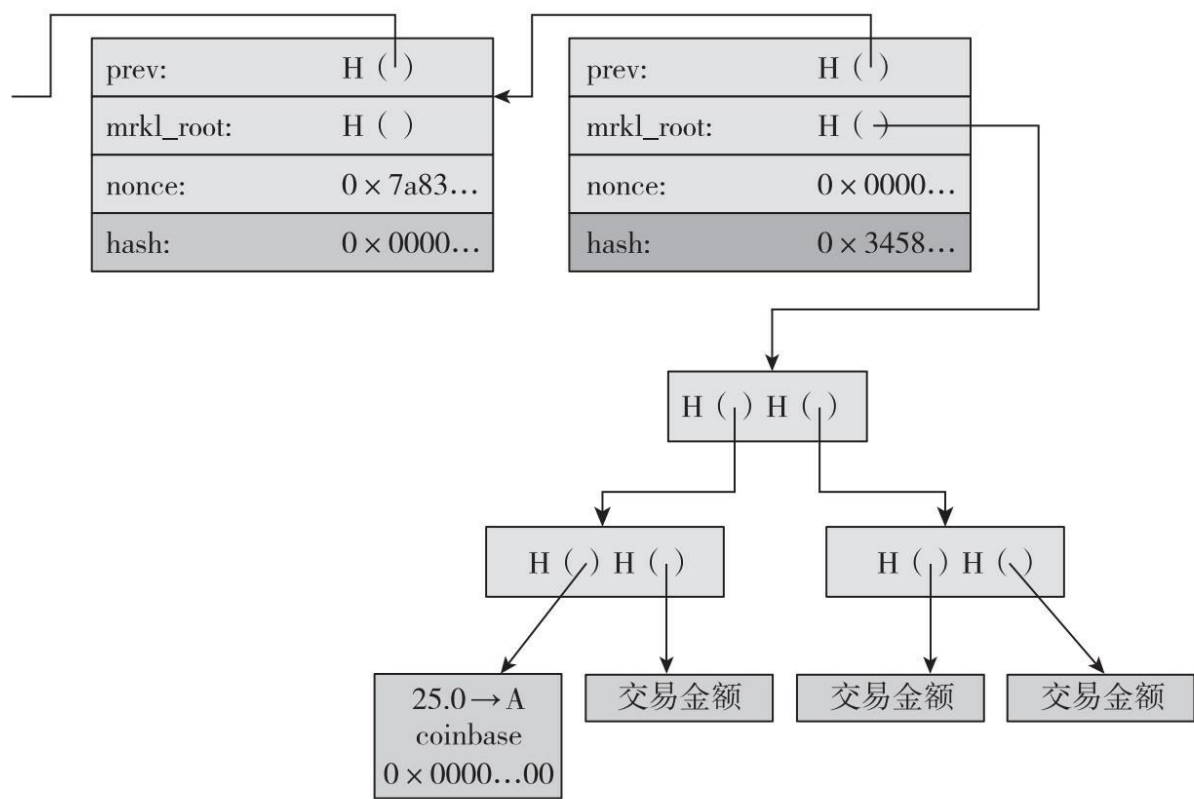 prev: H（ ）
mrkl_root: H（ ）
nonce: 0 × 7a83…
hash: 0 × 0000…
prev: H（ ）
mrkl_root: H（ ）
nonce: 0 × 0000…
hash: 0 × 3458…
H（ ）H（ ）
H（ ）H（ ）
H（ ）H（ ）
25.0→A
coinbase
0 × 0000…00
交易金额
交易金额
交易金额